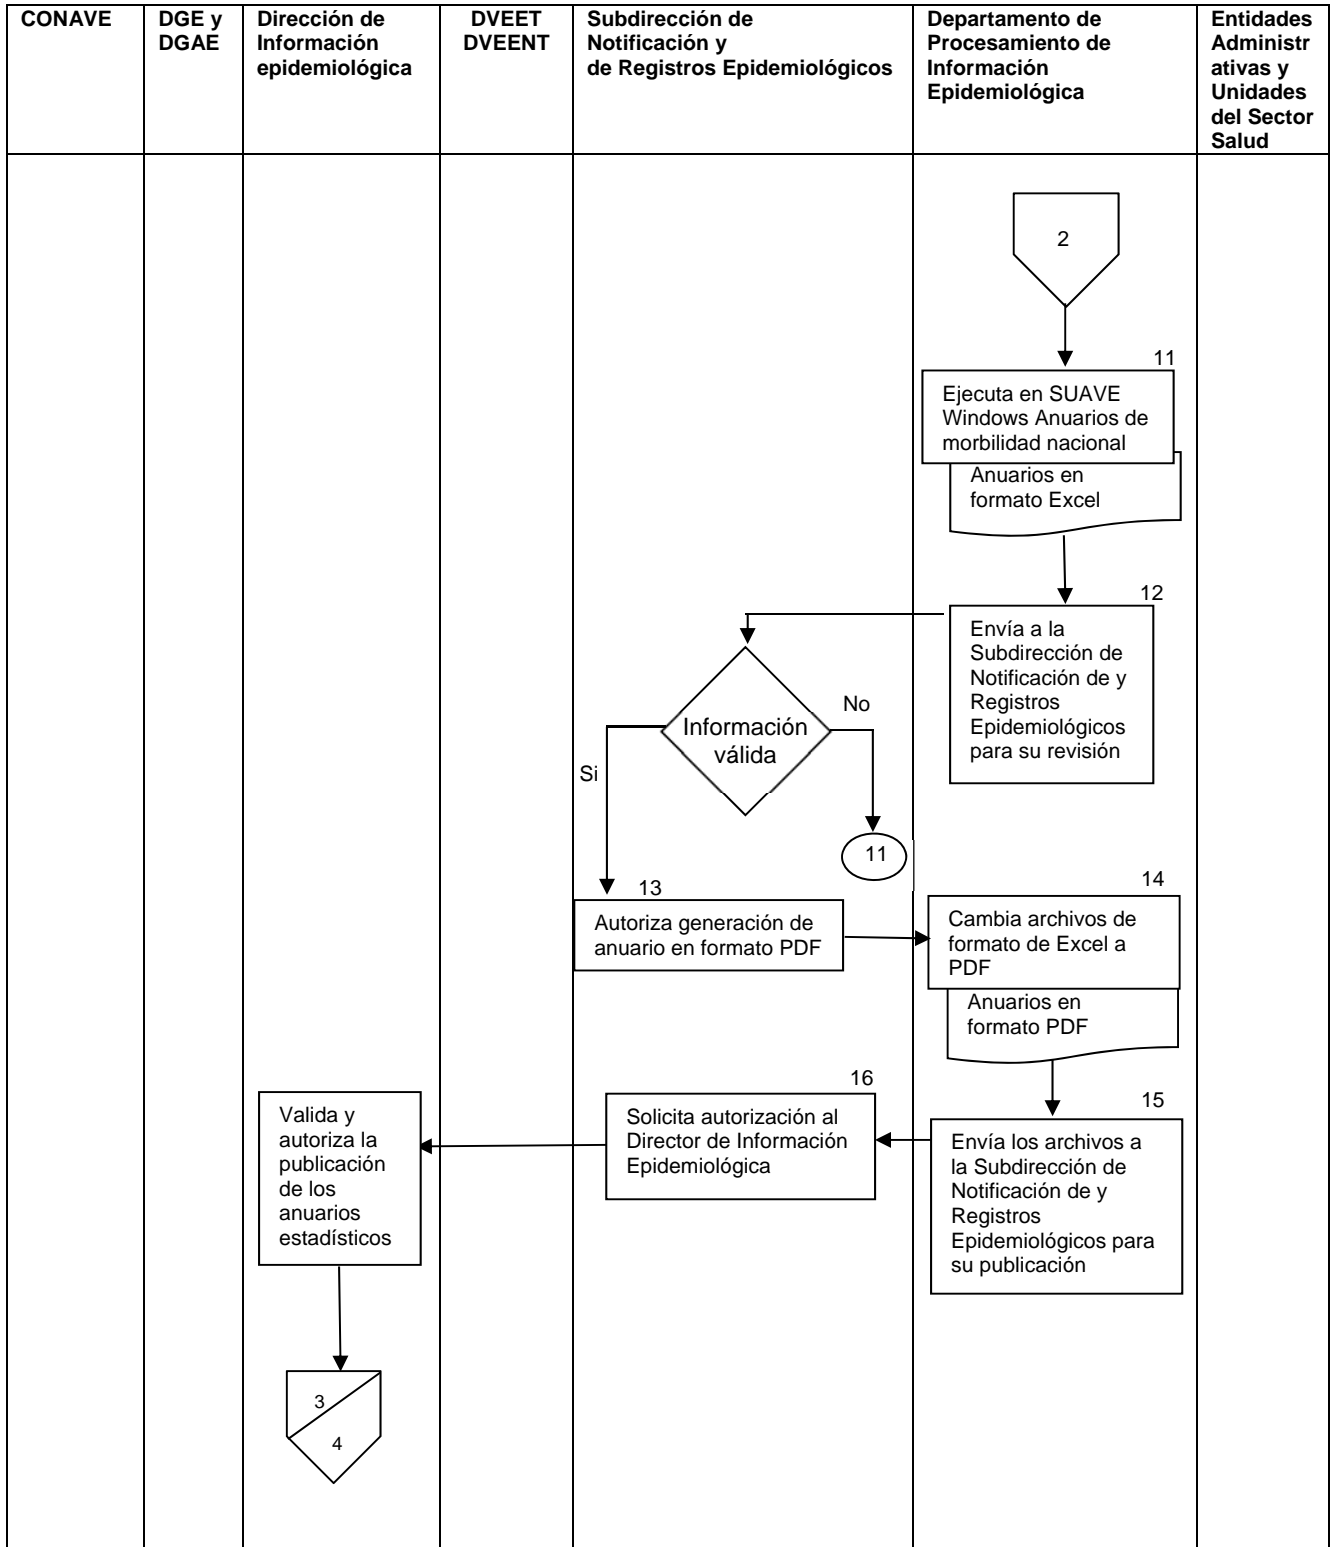 CONAVE
DGE y
DGAE
Dirección de
Información
epidemiológica
DVEET
DVEENT
Subdirección de
Notificación y
de Registros Epidemiológicos
Departamento de
Procesamiento de
Información
Epidemiológica
Entidades
Administr
ativas y
Unidades
del Sector
Salud
2
11
Ejecuta en SUAVE
Windows Anuarios de
morbilidad nacional
Anuarios en
formato Excel
12
Envía a la
Subdirección de
Notificación de y
Registros
Epidemiológicos
para su revisión
Información
válida
No
Si
11
13
Autoriza generación de
anuario en formato PDF
14
Cambia archivos de
formato de Excel a
PDF
Anuarios en
formato PDF
15
Envía los archivos a
la Subdirección de
Notificación de y
Registros
Epidemiológicos para
su publicación
16
Solicita autorización al
Director de Información
Epidemiológica
Valida y
autoriza la
publicación
de los
anuarios
estadísticos
3
4